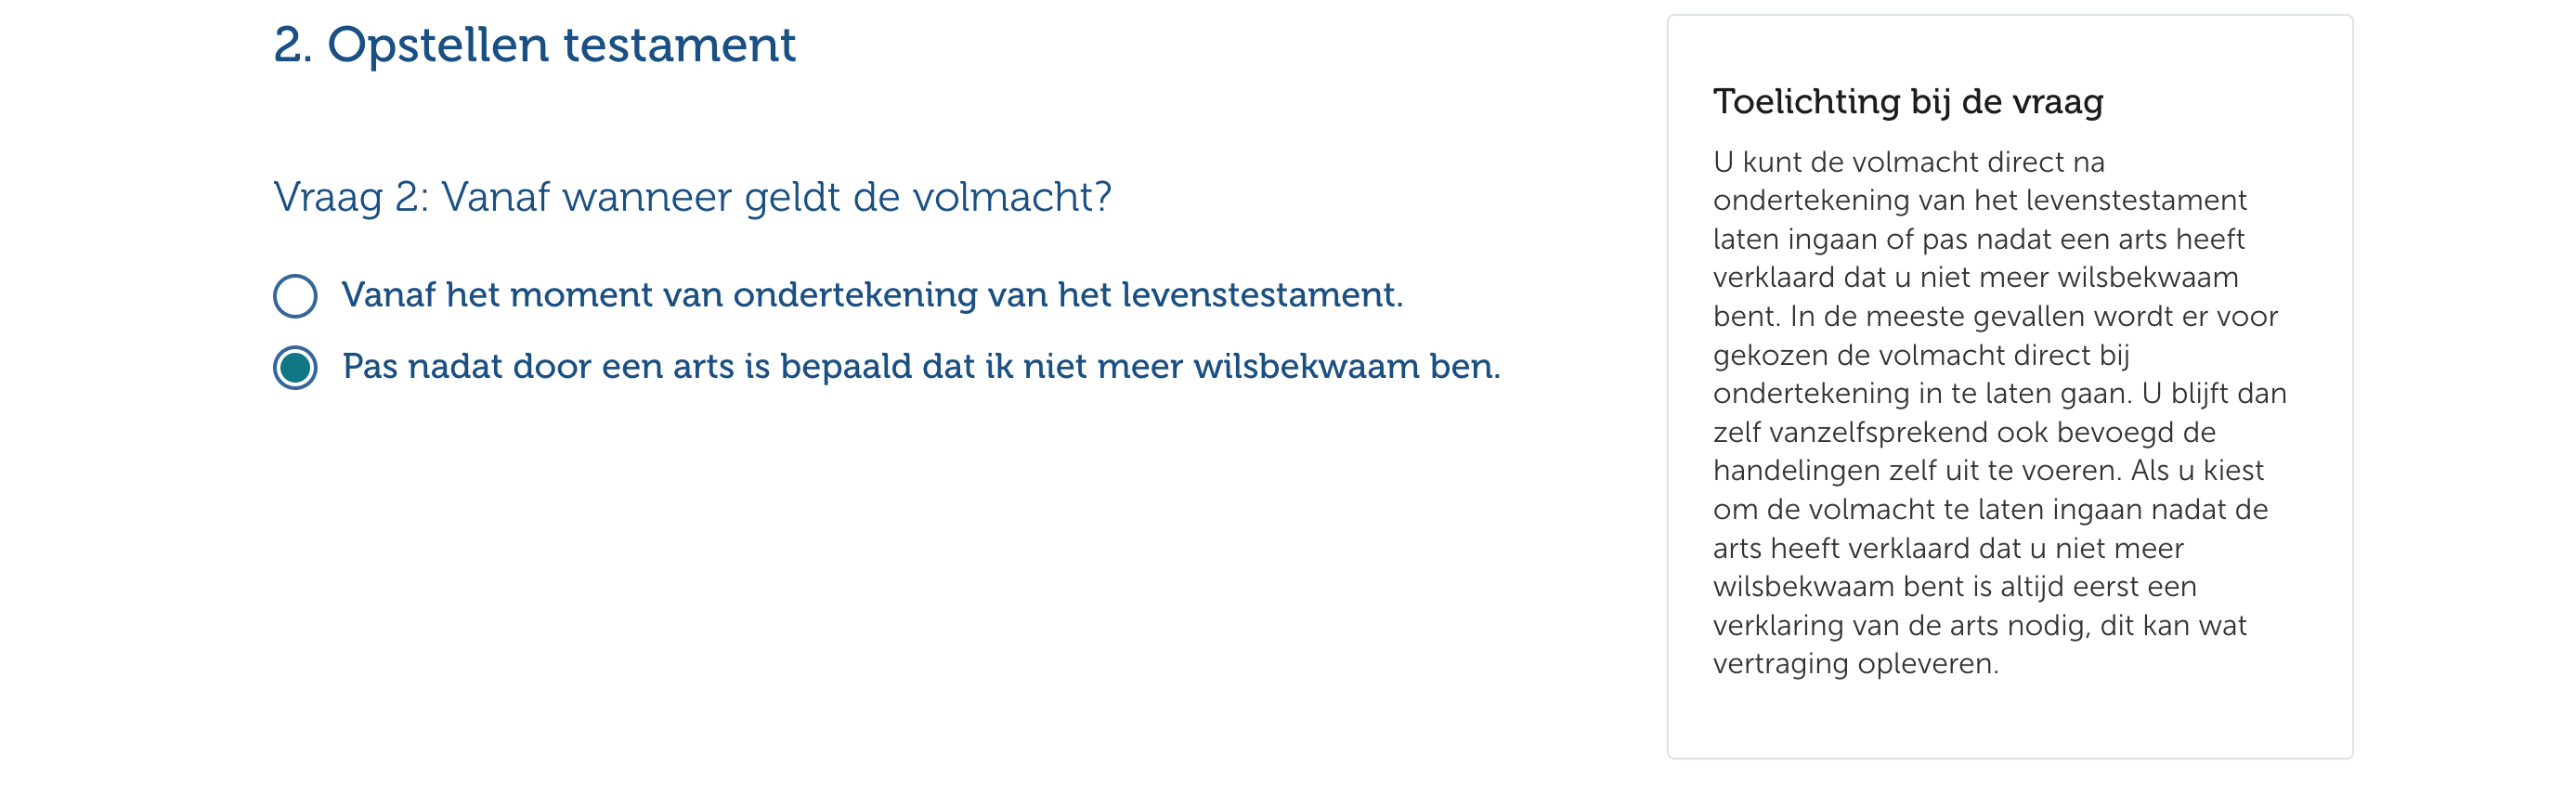 2. Opstellen testament
Vraag 2: Vanaf wanneer geldt de volmacht?
Vanaf het moment van ondertekening van het levenstestament.
Pas nadat door een arts is bepaald dat ik niet meer wilsbekwaam ben.
Toelichting bij de vraag
U kunt de volmacht direct na
ondertekening van het levenstestament
laten ingaan of pas nadat een arts heeft
verklaard dat u niet meer wilsbekwaam
bent. In de meeste gevallen wordt er voor
gekozen de volmacht direct bij
ondertekening in te laten gaan. U blijft dan
zelf vanzelfsprekend ook bevoegd de
handelingen zelf uit te voeren. Als u kiest
om de volmacht te laten ingaan nadat de
arts heeft verklaard dat u niet meer
wilsbekwaam bent is altijd eerst een
verklaring van de arts nodig, dit kan wat
vertraging opleveren.